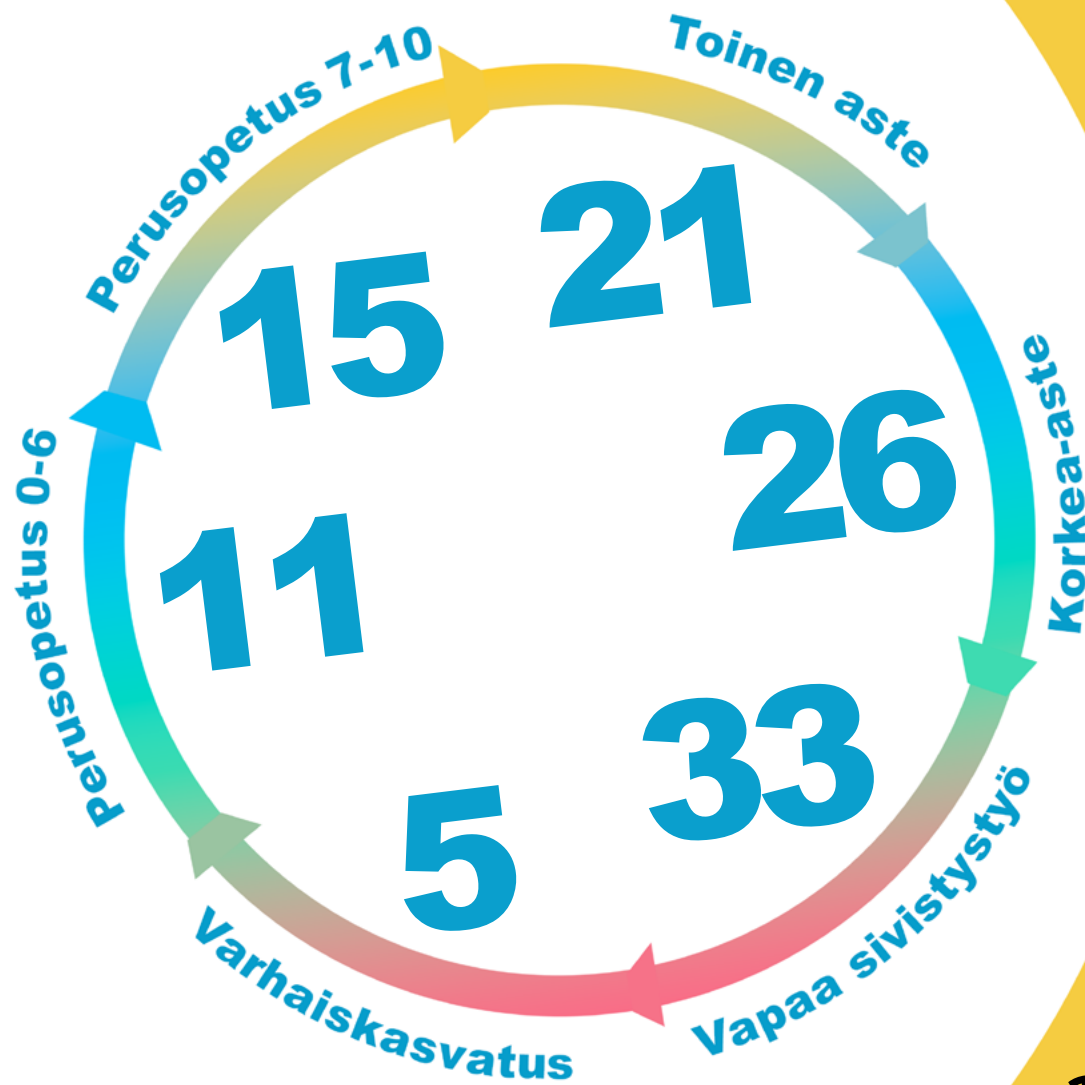 Perusopetus 7-10
Toinen aste
Korkea-aste
Vapaa sivistystyö
Varhaiskasvatus
Perusopetus 0-6
15
21
26
33
5
11